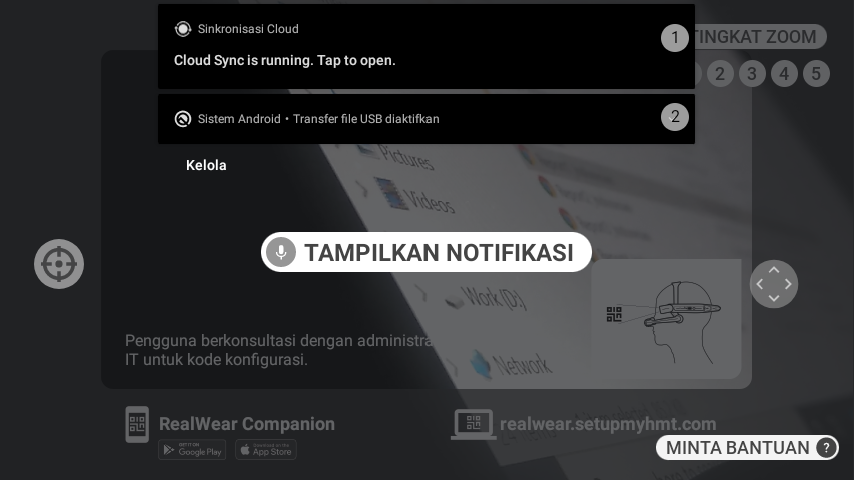 Sinkronisasi Cloud
1
Cloud Sync is running. Tap to open.
TINGKAT ZOOM
2 3 4 5
Sistem Android • Transfer file USB diaktifkan
2
Kelola
Pictures
Videos
TAMPILKAN NOTIFIKASI
Work (D:)
Network
Pengguna berkonsultasi dengan administra
IT untuk kode konfigurasi.
RealWear Companion
GET IT ON
Google Play
Download on the
App Store
realwear.setupmyhmt.com
MINTA BANTUAN ?